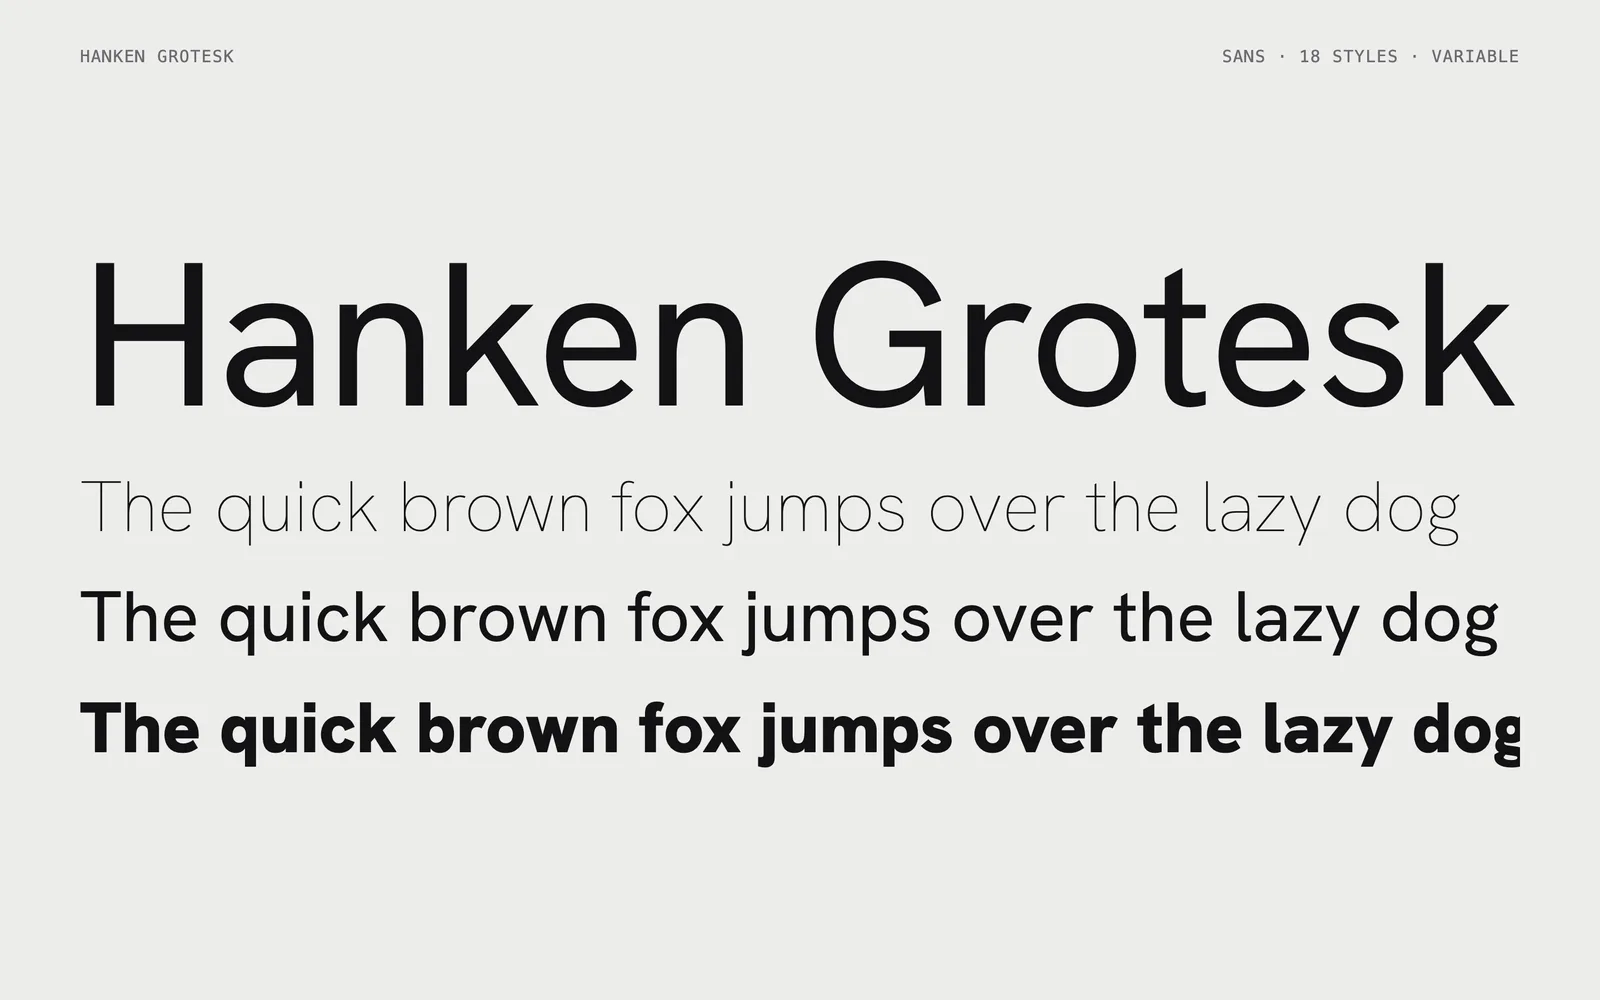 HANKEN GROTESK
SANS · 18 STYLES · VARIABLE
Hanken Grotesk
The quick brown fox jumps over the lazy dog
The quick brown fox jumps over the lazy dog
The quick brown fox jumps over the lazy dog